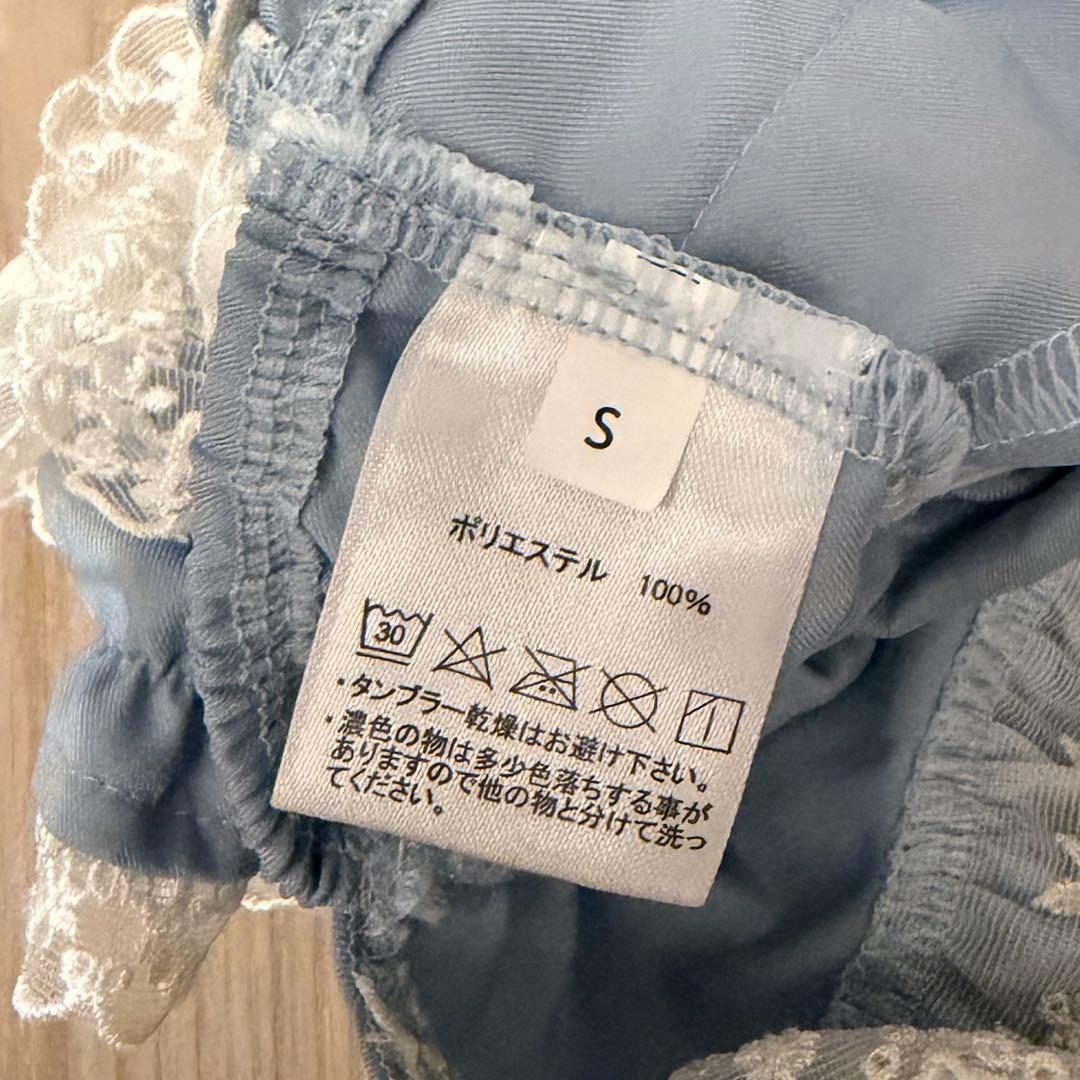 S
ポリエステル 100%
30
・タンブラー乾燥はお避け下さい。
・濃色の物は多少色落ちする事が
ありますので他の物と分けて洗っ
てください。